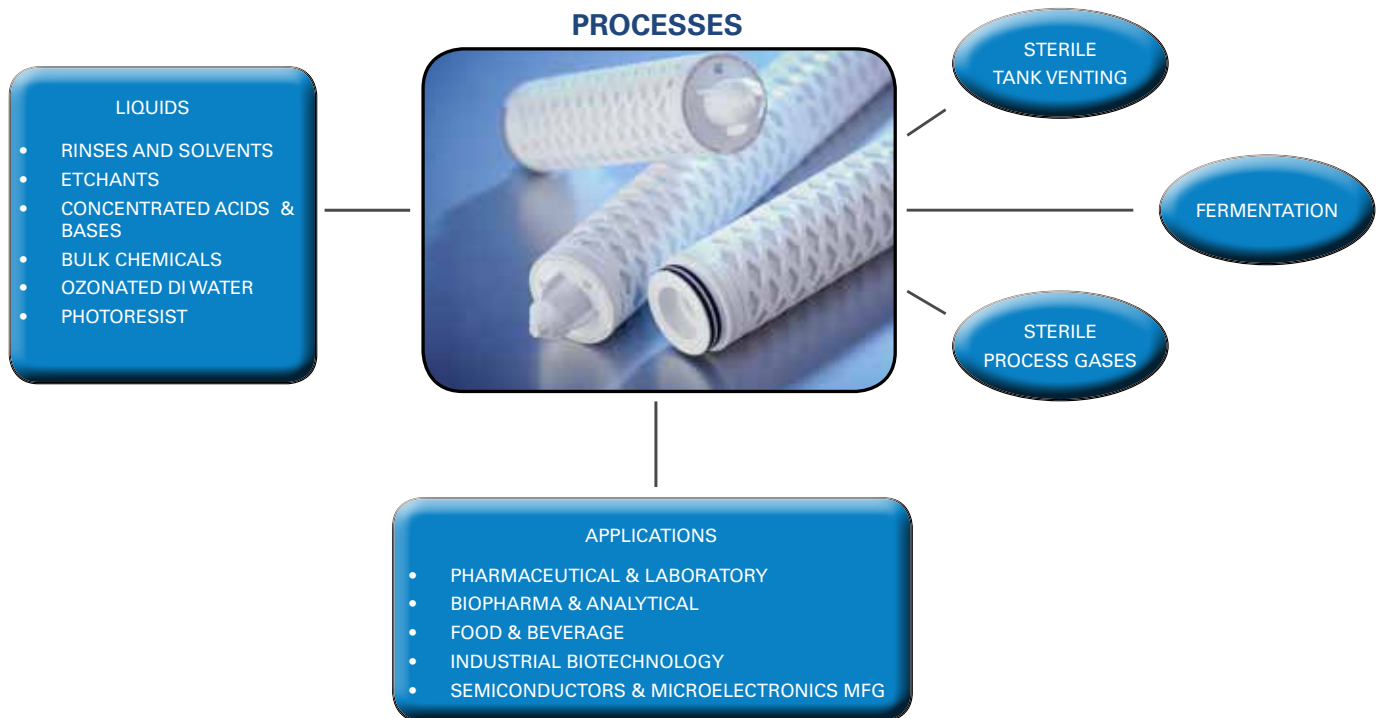 PROCESSES
LIQUIDS
• RINSES AND SOLVENTS
• ETCHANTS
• CONCENTRATED ACIDS &
BASES
• BULK CHEMICALS
• OZONATED DI WATER
• PHOTORESIST
STERILE
TANK VENTING
FERMENTATION
STERILE
PROCESS GASES
APPLICATIONS
• PHARMACEUTICAL & LABORATORY
• BIOPHARMA & ANALYTICAL
• FOOD & BEVERAGE
• INDUSTRIAL BIOTECHNOLOGY
• SEMICONDUCTORS & MICROELECTRONICS MFG